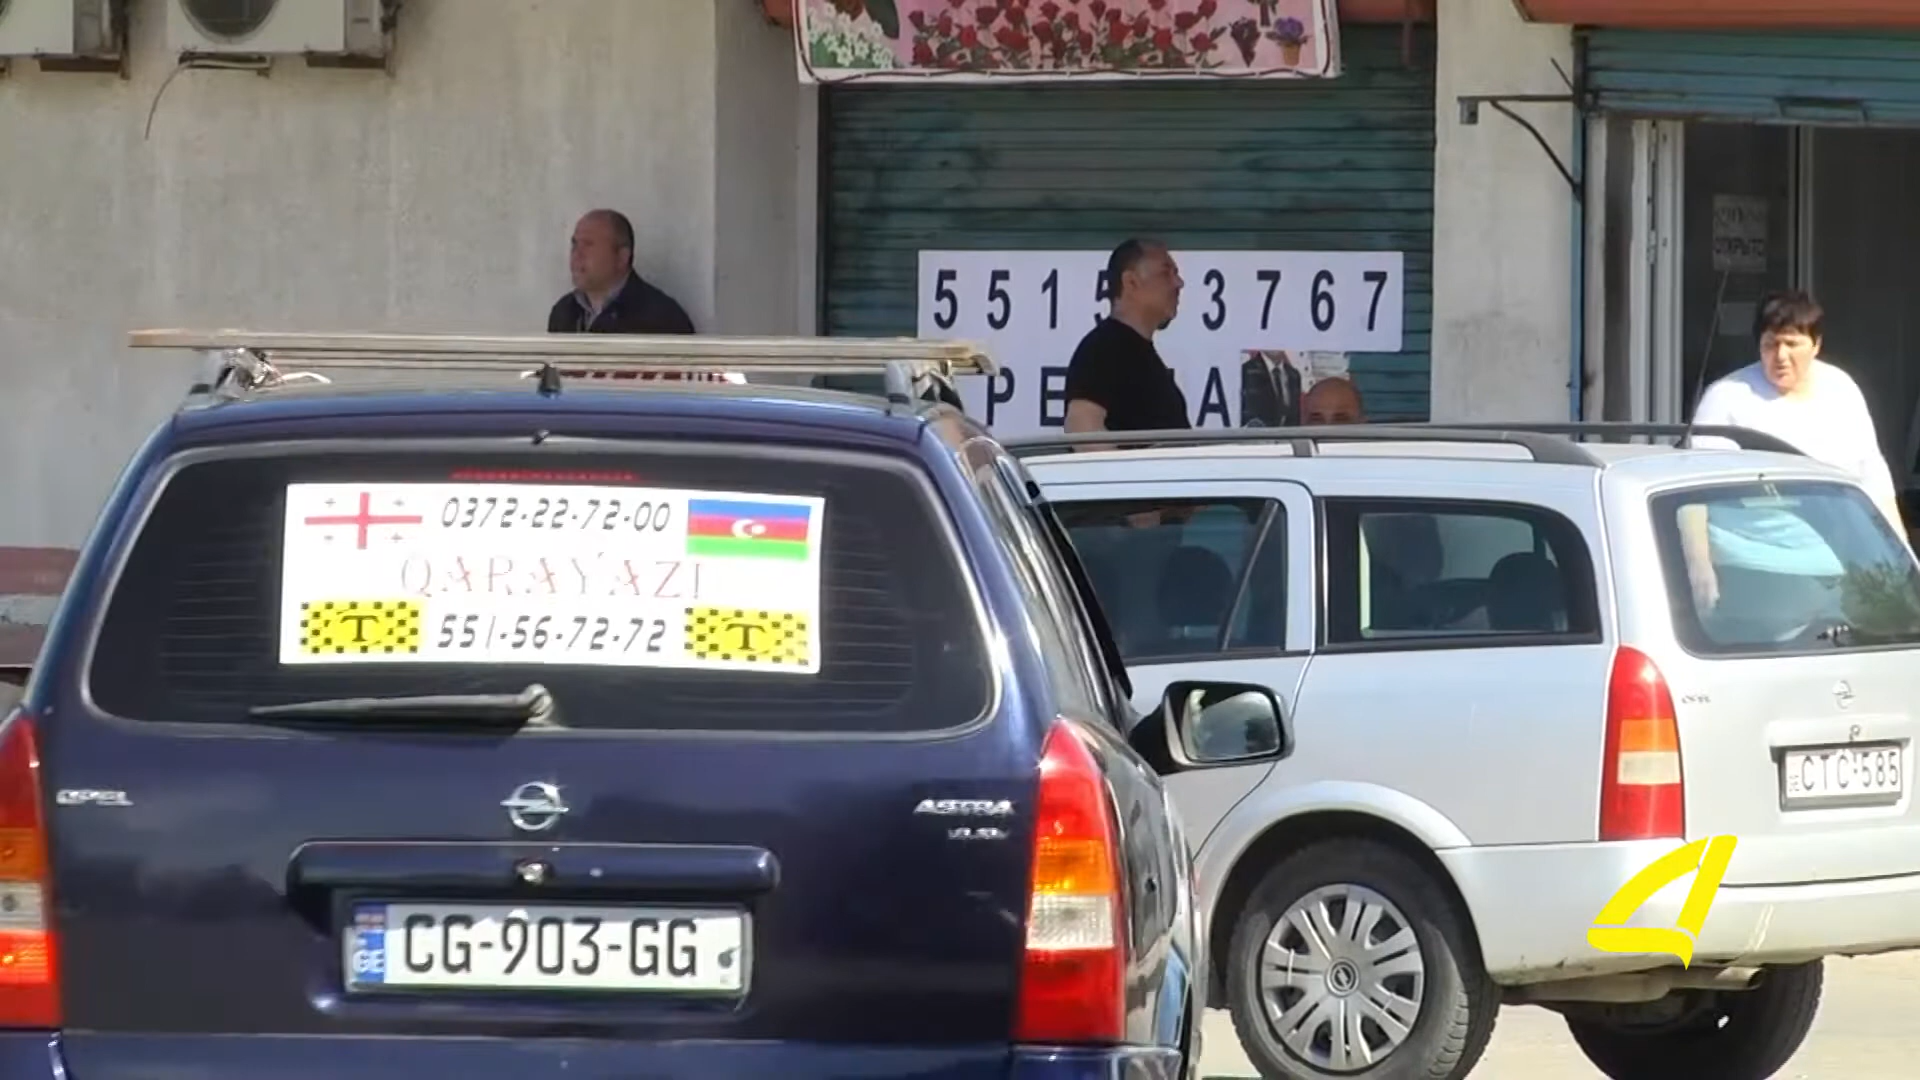 5515 3767
ОТКРЫТО
0372-22-72-00
QARAYAZI
T 551-56-72-72 T
OPEL
ASTRA
CG-903-GG
GE
CTC-585